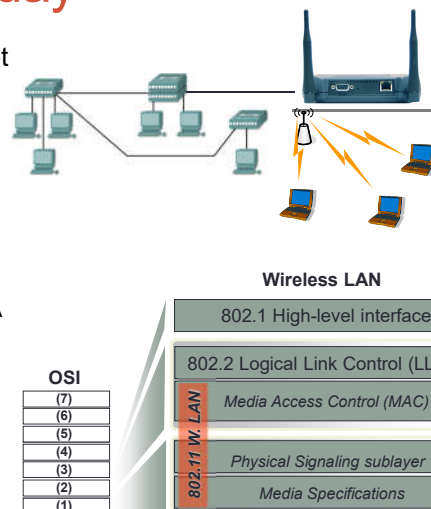 et
Wireless LAN
802.1 High-level interface
802.2 Logical Link Control (LL
Media Access Control (MAC)
802.11 W. LAN
Physical Signaling sublayer
Media Specifications
OSI
(7)
(6)
(5)
(4)
(3)
(2)
(1)